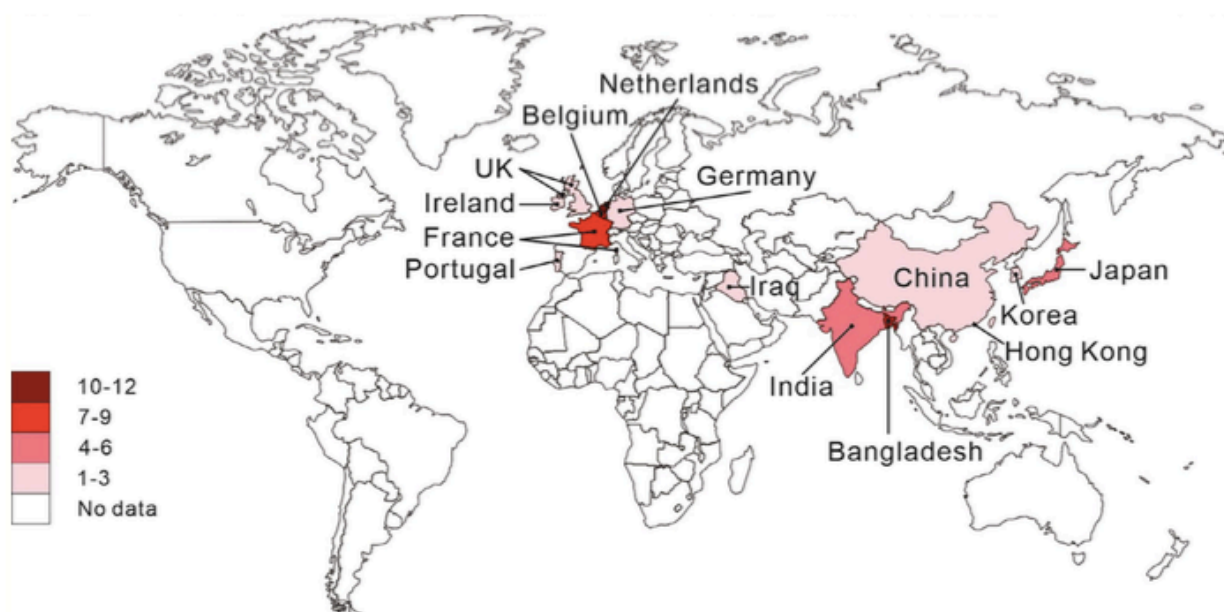 Netherlands
Belgium
UK
Germany
Ireland
France
Portugal
Iraq
China
Japan
Korea
Hong Kong
India
Bangladesh
10-12
7-9
4-6
1-3
No data